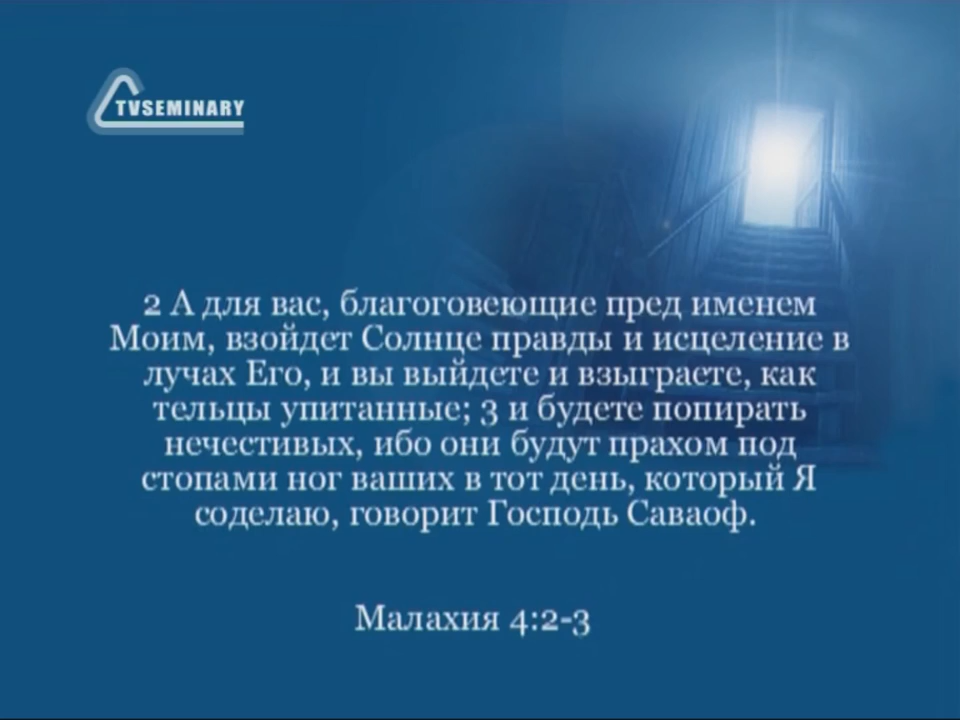 TVSEMINARY
2 А для вас, благоговеющие пред именем
Моим, взойдет Солнце правды и исцеление в
лучах Его, и вы выйдете и взыграете, как
тельцы упитанные; 3 и будете попирать
нечестивых, ибо они будут прахом под
стопами ног ваших в тот день, который Я
соделаю, говорит Господь Саваоф.
Малахия 4:2-3